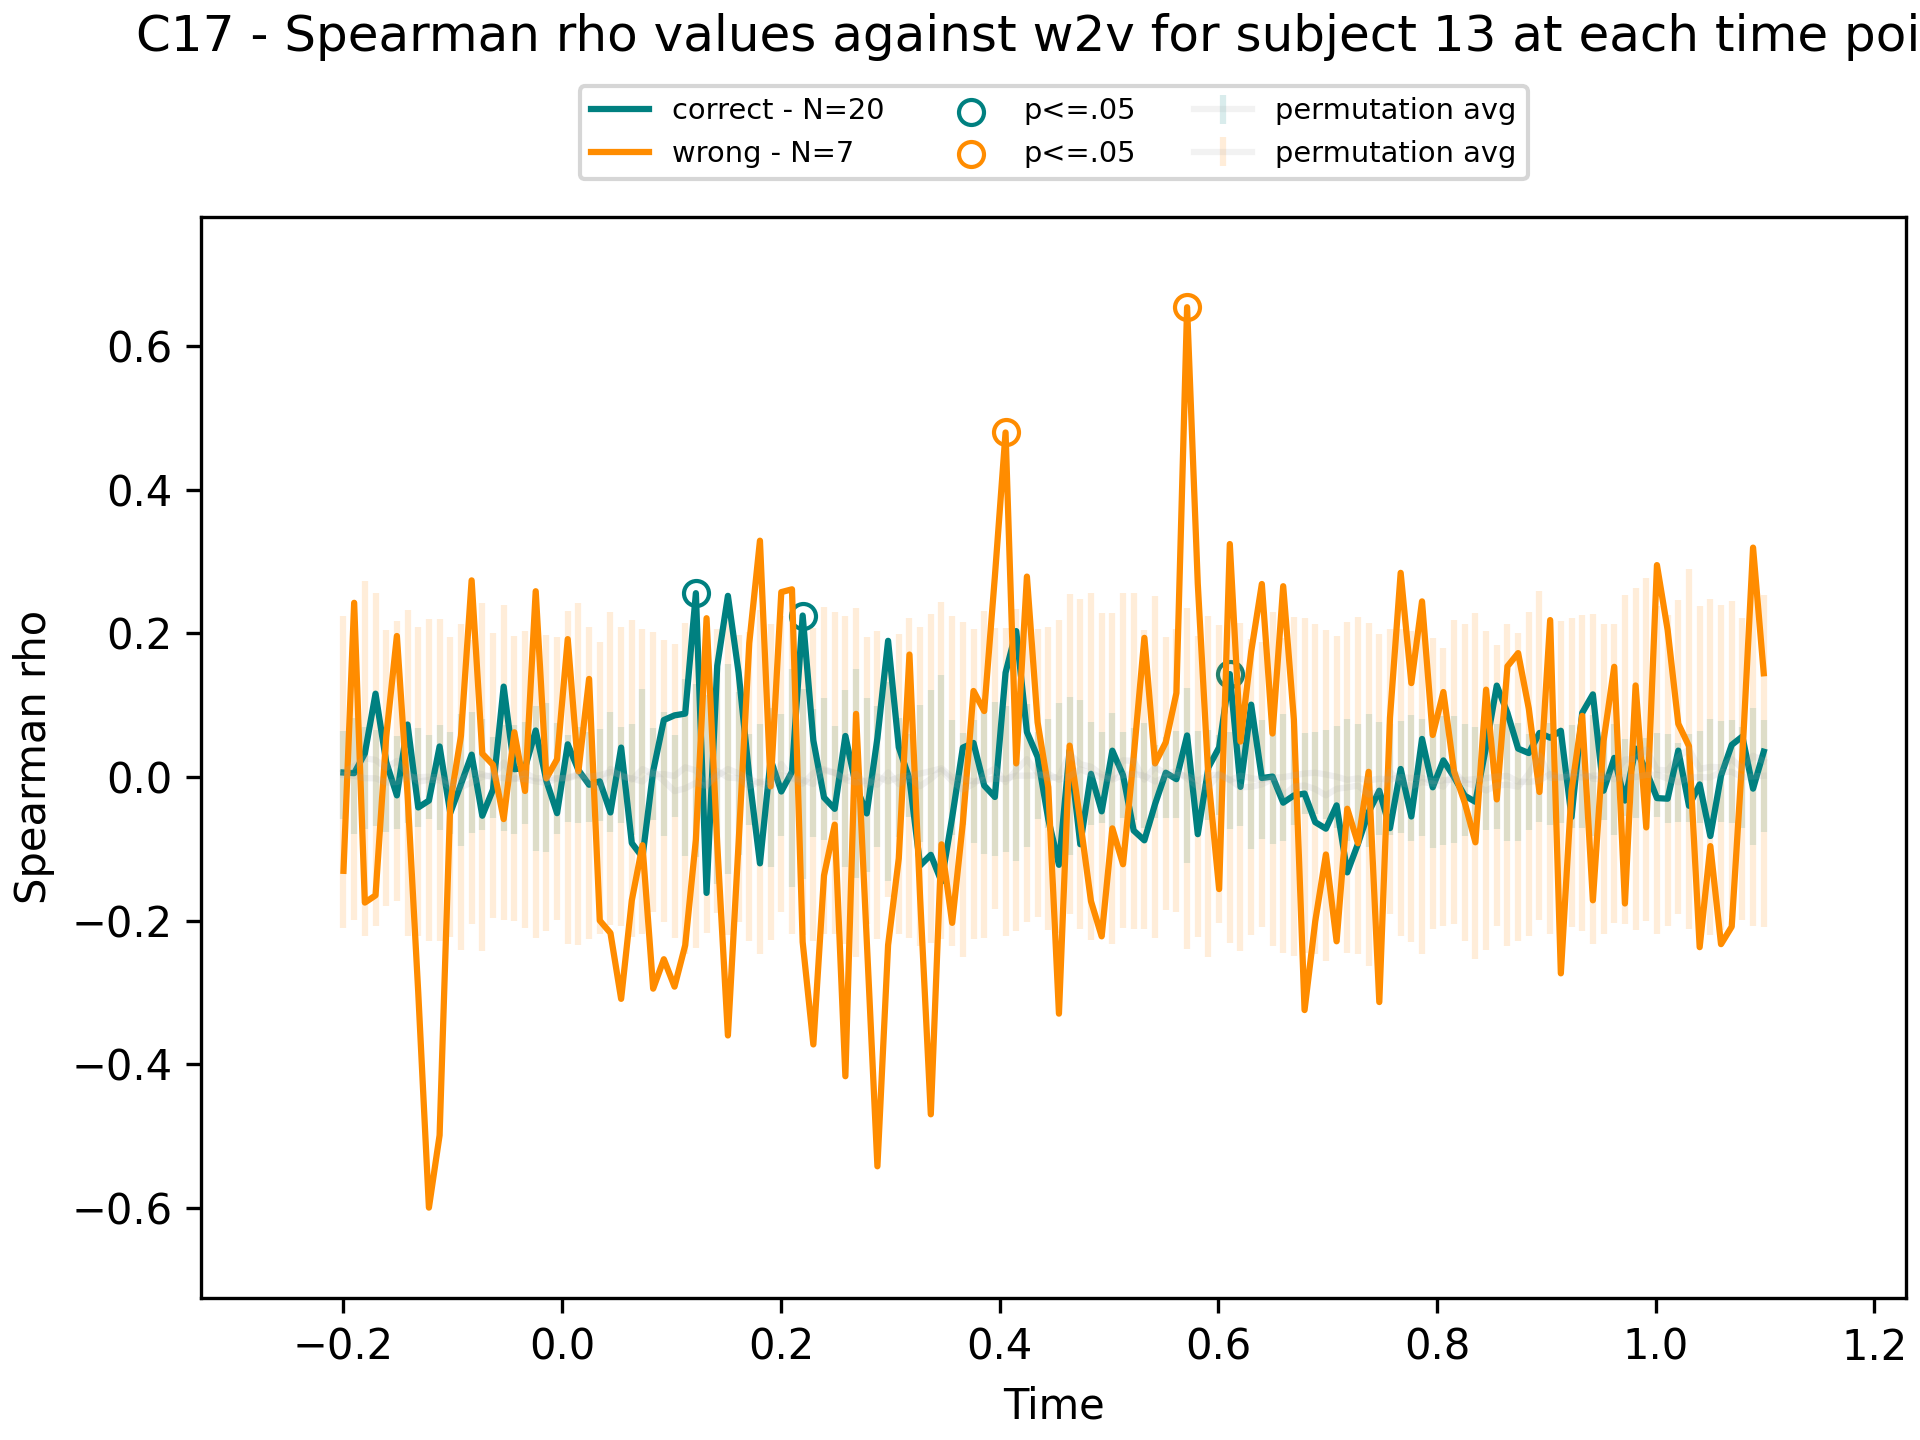 C17 - Spearman rho values against w2v for subject 13 at each time poi
correct - N=20
wrong - N=7
p<=.05
p<=.05
permutation avg
permutation avg
Spearman rho
0.6
0.4
0.2
0.0
−0.2
−0.4
−0.6
−0.2 0.0 0.2 0.4 0.6 0.8 1.0 1.2
Time